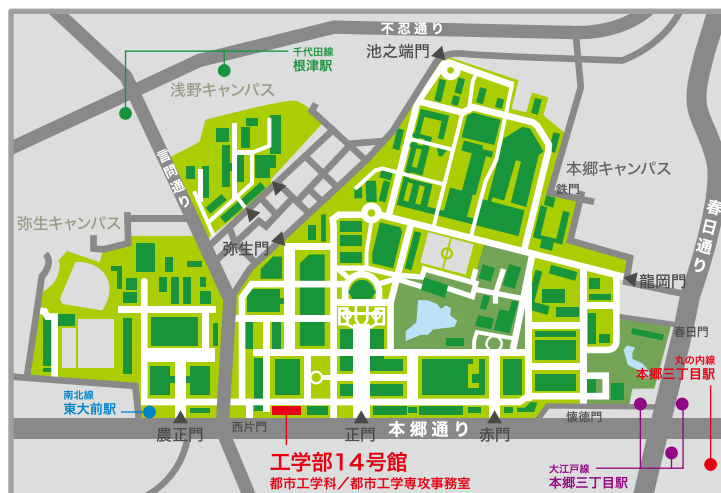 不忍通り
千代田線
根津駅
池之端門
浅野キャンパス
言問通り
本郷キャンパス
鉄門
春日通り
弥生キャンパス
弥生門
龍岡門
春日門
丸の内線
本郷三丁目駅
南北線
東大前駅
農正門
西片門
正門
本郷通り
赤門
懐徳門
工学部14号館
都市工学科/都市工学専攻事務室
大江戸線
本郷三丁目駅